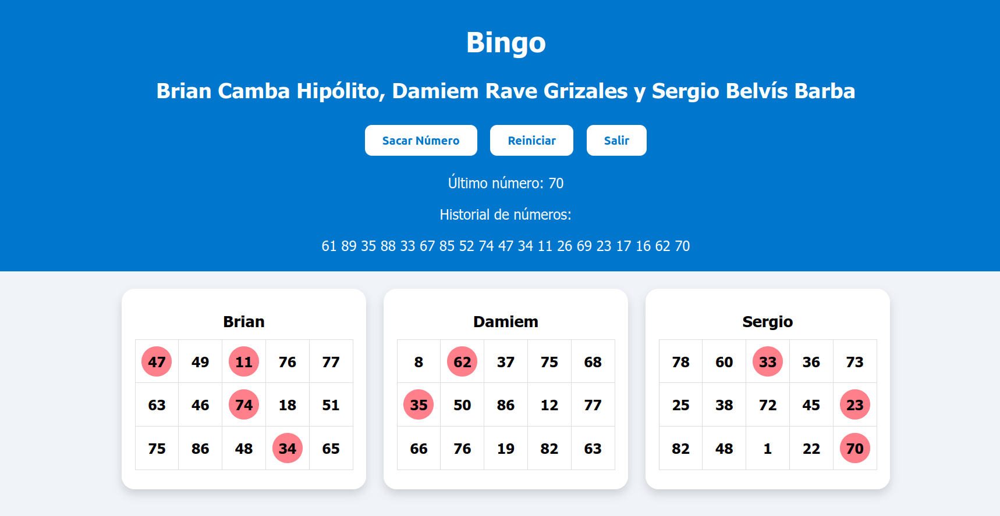 Bingo
Brian Camba Hipólito, Damiem Rave Grizales y Sergio Belvís Barba
Sacar Número Reiniciar Salir
Último número: 70
Historial de números:
61 89 35 88 33 67 85 52 74 47 34 11 26 69 23 17 16 62 70
Brian
47 49 11 76 77
63 46 74 18 51
75 86 48 34 65
Damiem
8 62 37 75 68
35 50 86 12 77
66 76 19 82 63
Sergio
78 60 33 36 73
25 38 72 45 23
82 48 1 22 70